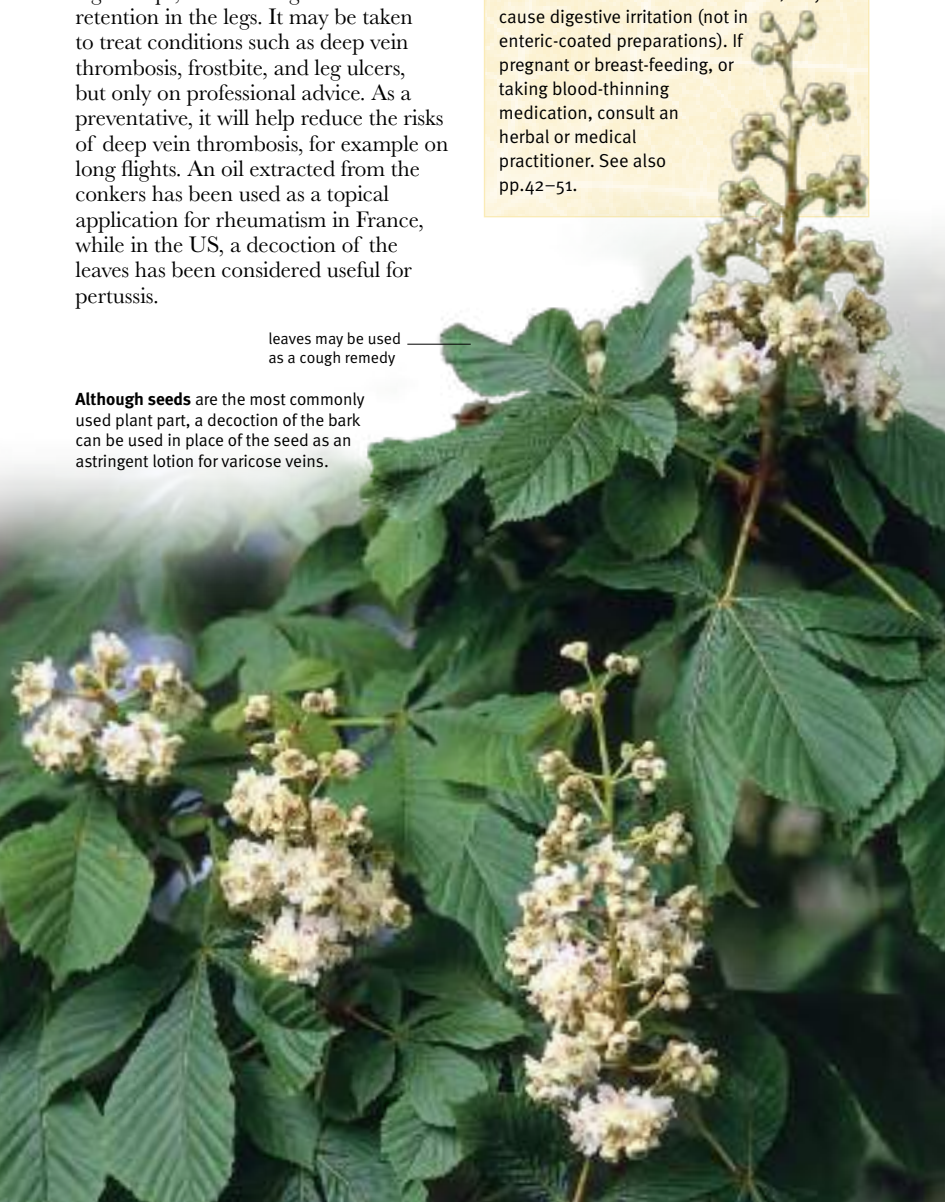 retention in the legs. It may be taken
to treat conditions such as deep vein
thrombosis, frostbite, and leg ulcers,
but only on professional advice. As a
preventative, it will help reduce the risks
of deep vein thrombosis, for example on
long flights. An oil extracted from the
conkers has been used as a topical
application for rheumatism in France,
while in the US, a decoction of the
leaves has been considered useful for
pertussis.
cause digestive irritation (not in
enteric-coated preparations). If
pregnant or breast-feeding, or
taking blood-thinning
medication, consult an
herbal or medical
practitioner. See also
pp.42–51.
leaves may be used
as a cough remedy
Although seeds are the most commonly
used plant part, a decoction of the bark
can be used in place of the seed as an
astringent lotion for varicose veins.